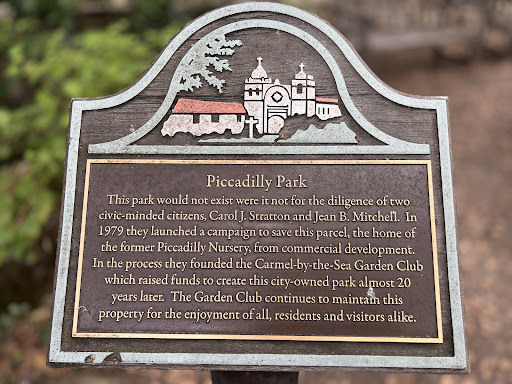 Piccadilly Park
This park would not exist were it not for the diligence of two
civic-minded citizens, Carol J. Stratton and Jean B. Mitchell. In
1979 they launched a campaign to save this parcel, the home of
the former Piccadilly Nursery, from commercial development.
In the process they founded the Carmel-by-the-Sea Garden Club
which raised funds to create this city-owned park almost 20
years later. The Garden Club continues to maintain this
property for the enjoyment of all, residents and visitors alike.